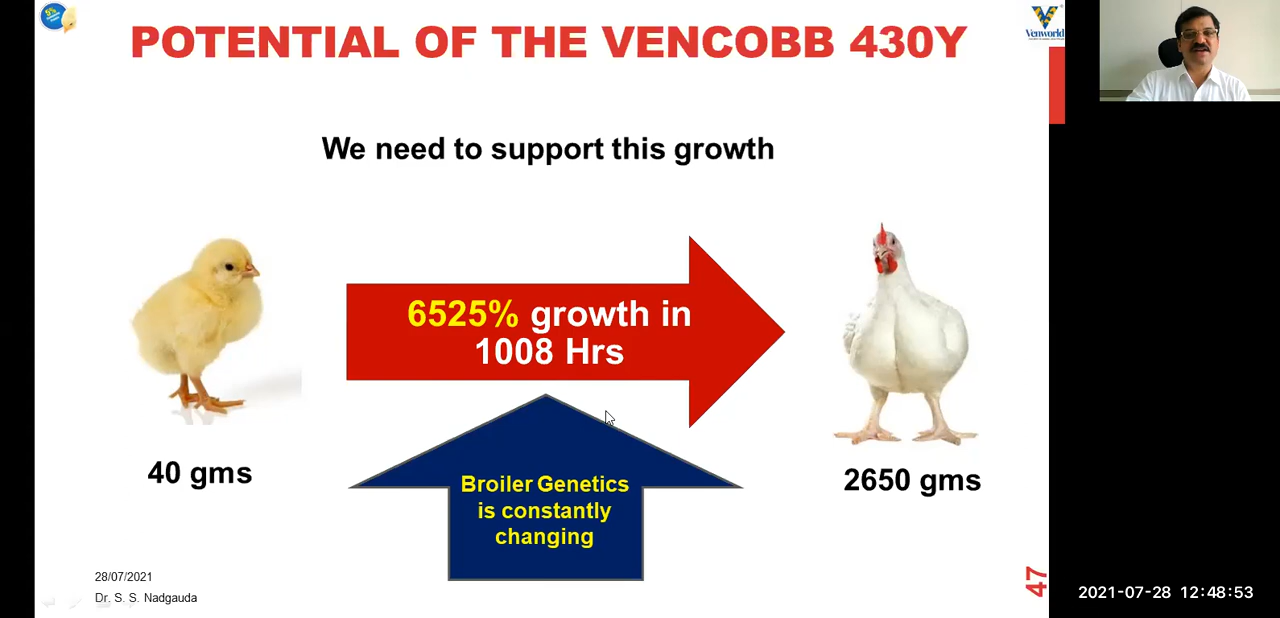 POTENTIAL OF THE VENCOBB 430Y
Venworld
We need to support this growth
6525% growth in
1008 Hrs
40 gms
2650 gms
Broiler Genetics
is constantly
changing
28/07/2021
Dr. S. S. Nadgauda
47
2021-07-28 12:48:53